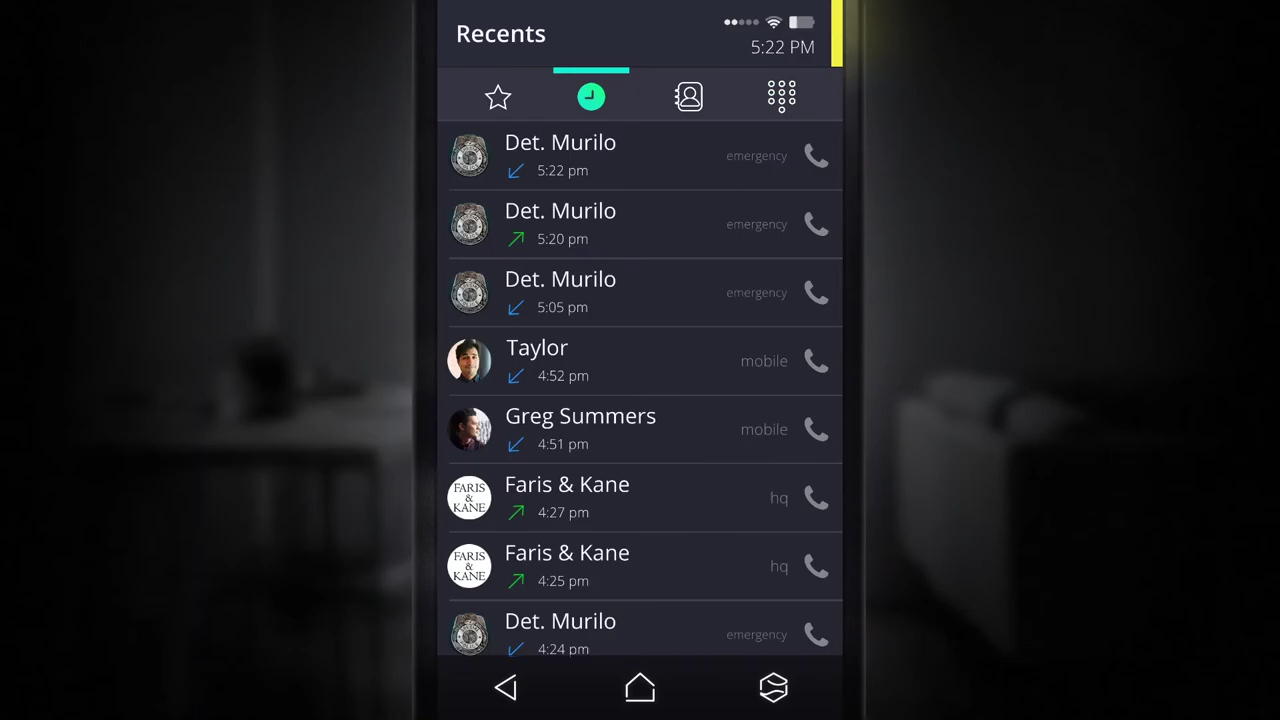 Recents
5:22 PM
Det. Murilo
5:22 pm
emergency
Det. Murilo
5:20 pm
emergency
Det. Murilo
5:05 pm
emergency
Taylor
4:52 pm
mobile
Greg Summers
4:51 pm
mobile
FARIS
&
KANE
Faris & Kane
4:27 pm
hq
FARIS
&
KANE
Faris & Kane
4:25 pm
hq
Det. Murilo
4:24 pm
emergency